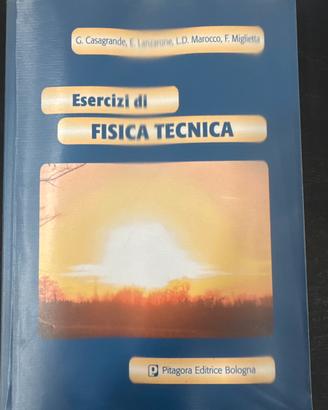 G. Casagrande, E. Lanzarone, L.D. Marocco, F. Miglietta
Esercizi di
FISICA TECNICA
Pitagora Editrice Bologna